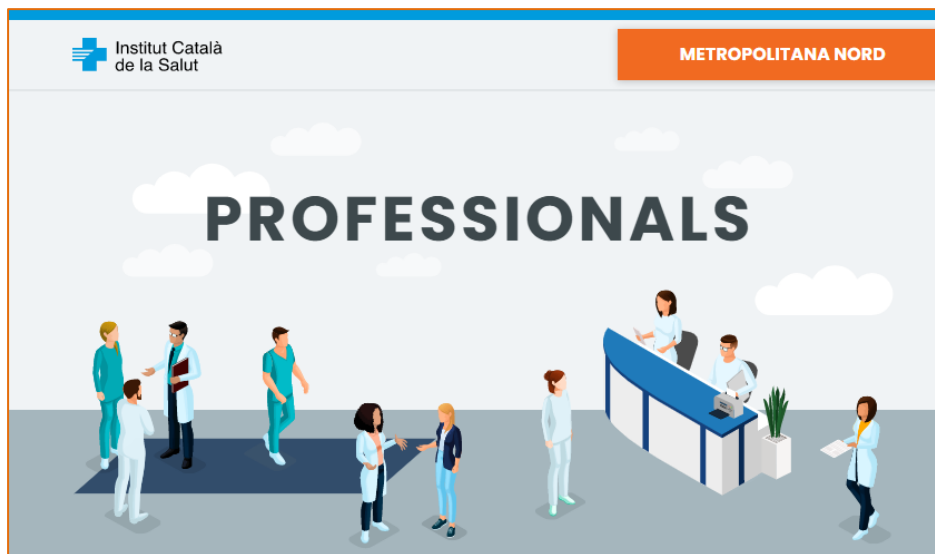 Institut Català
de la Salut
METROPOLITANA NORD
PROFESSIONALS